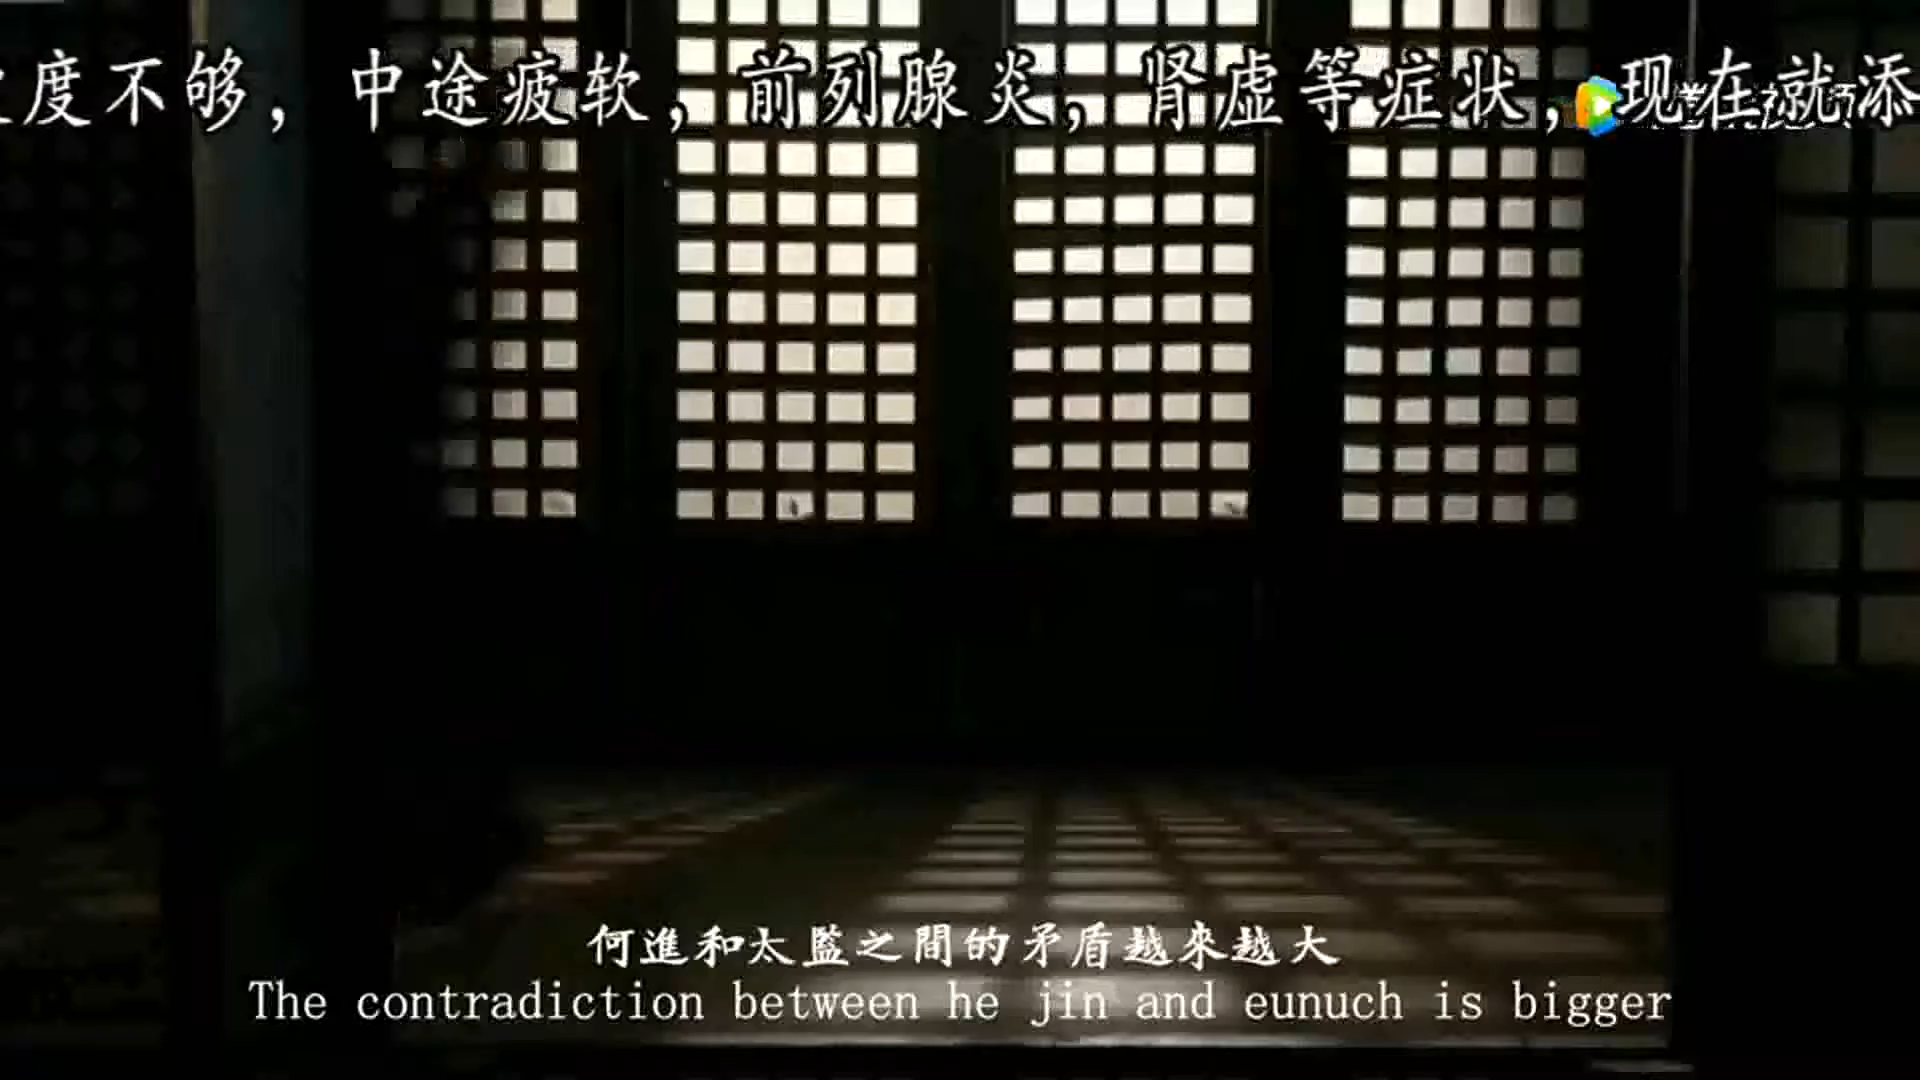 度不够，中途疲软，前列腺炎，肾虚等症状，现在就添
何進和太監之間的矛盾越來越大
The contradiction between he jin and eunuch is bigger